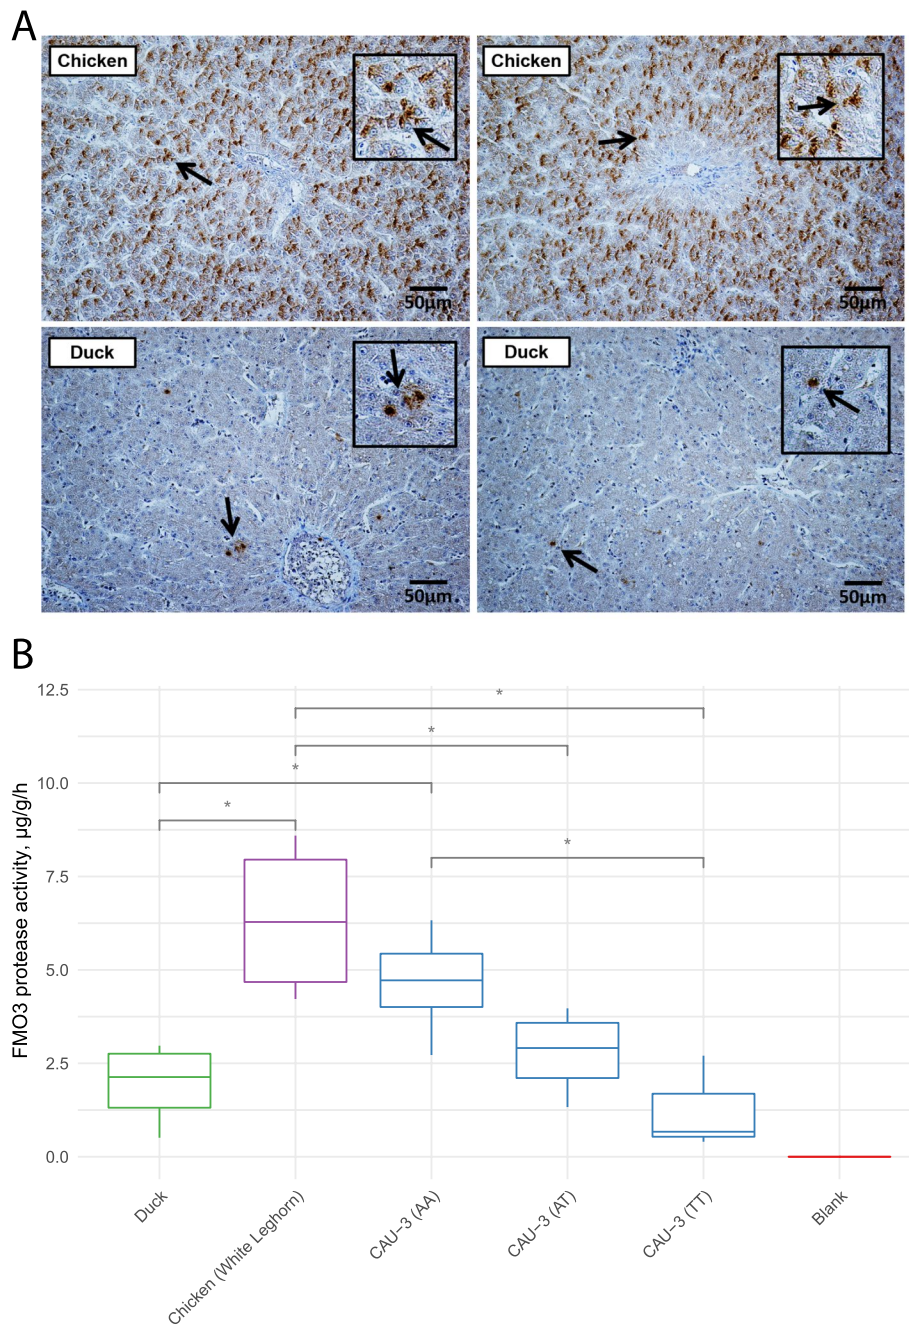 A
Chicken
50μm
Chicken
50μm
Duck
50μm
Duck
50μm
B
FMO3 protease activity, μg/g/h
12.5
10.0
7.5
5.0
2.5
0.0
*
*
*
*
*
Duck
Chicken (White Leghorn)
CAU−3 (AA)
CAU−3 (AT)
CAU−3 (TT)
Blank